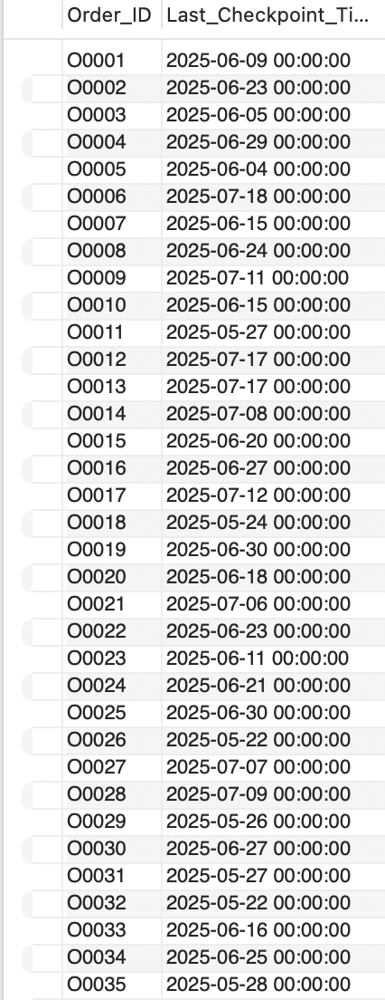 Order_ID Last_Checkpoint_Ti...
O0001 2025-06-09 00:00:00
O0002 2025-06-23 00:00:00
O0003 2025-06-05 00:00:00
O0004 2025-06-29 00:00:00
O0005 2025-06-04 00:00:00
O0006 2025-07-18 00:00:00
O0007 2025-06-15 00:00:00
O0008 2025-06-24 00:00:00
O0009 2025-07-11 00:00:00
O0010 2025-06-15 00:00:00
O0011 2025-05-27 00:00:00
O0012 2025-07-17 00:00:00
O0013 2025-07-17 00:00:00
O0014 2025-07-08 00:00:00
O0015 2025-06-20 00:00:00
O0016 2025-06-27 00:00:00
O0017 2025-07-12 00:00:00
O0018 2025-05-24 00:00:00
O0019 2025-06-30 00:00:00
O0020 2025-06-18 00:00:00
O0021 2025-07-06 00:00:00
O0022 2025-06-23 00:00:00
O0023 2025-06-11 00:00:00
O0024 2025-06-21 00:00:00
O0025 2025-06-30 00:00:00
O0026 2025-05-22 00:00:00
O0027 2025-07-07 00:00:00
O0028 2025-07-09 00:00:00
O0029 2025-05-26 00:00:00
O0030 2025-06-27 00:00:00
O0031 2025-05-27 00:00:00
O0032 2025-05-22 00:00:00
O0033 2025-06-16 00:00:00
O0034 2025-06-25 00:00:00
O0035 2025-05-28 00:00:00